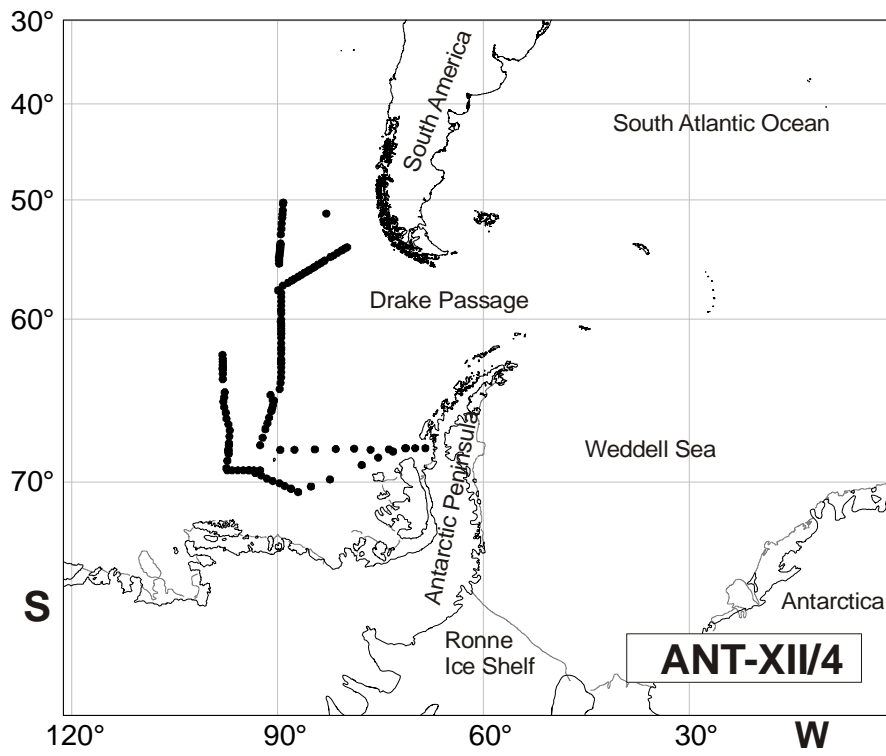 30°
40°
50°
60°
70°
S
South America
South Atlantic Ocean
Drake Passage
Weddell Sea
Antarctic Peninsula
Antarctica
Ronne
Ice Shelf
ANT-XII/4
120°
90°
60°
30°
W